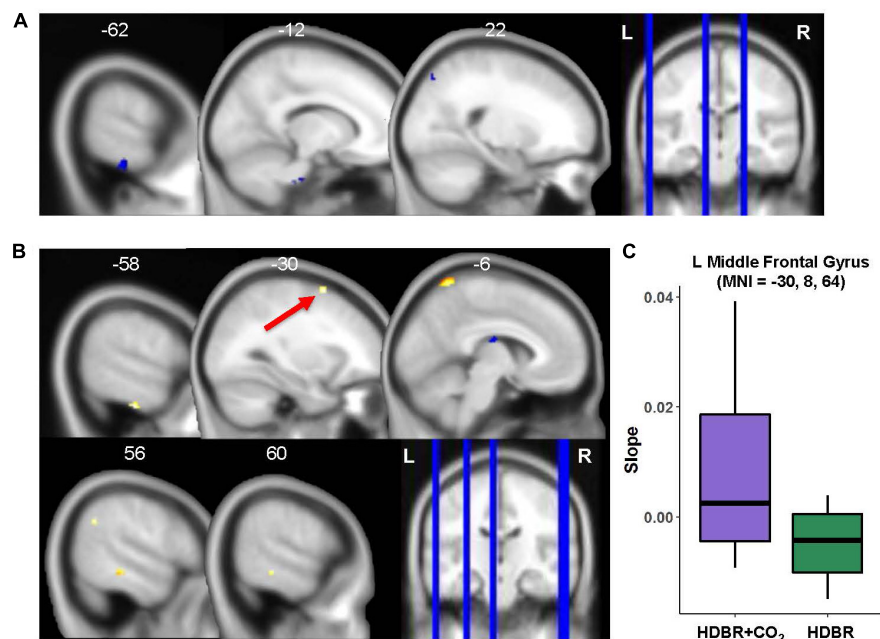 A
-62
-12
22
L
R
B
-58
-30
-6
56
60
L
R
C
L Middle Frontal Gyrus
(MNI = -30, 8, 64)
0.04
0.02
0.00
Slope
HDBR+CO₂
HDBR